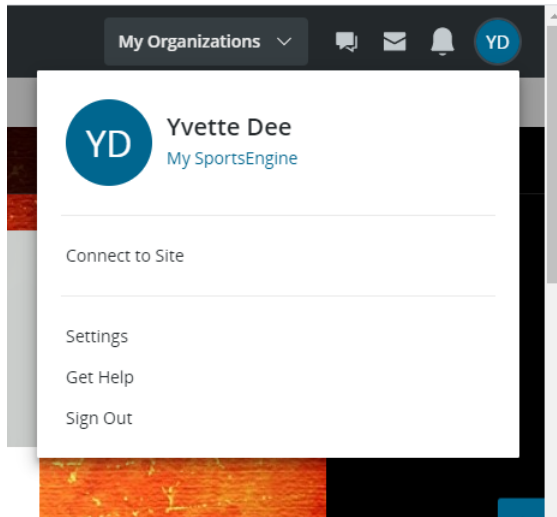 My Organizations
YD
YD
Yvette Dee
My SportsEngine
Connect to Site
Settings
Get Help
Sign Out